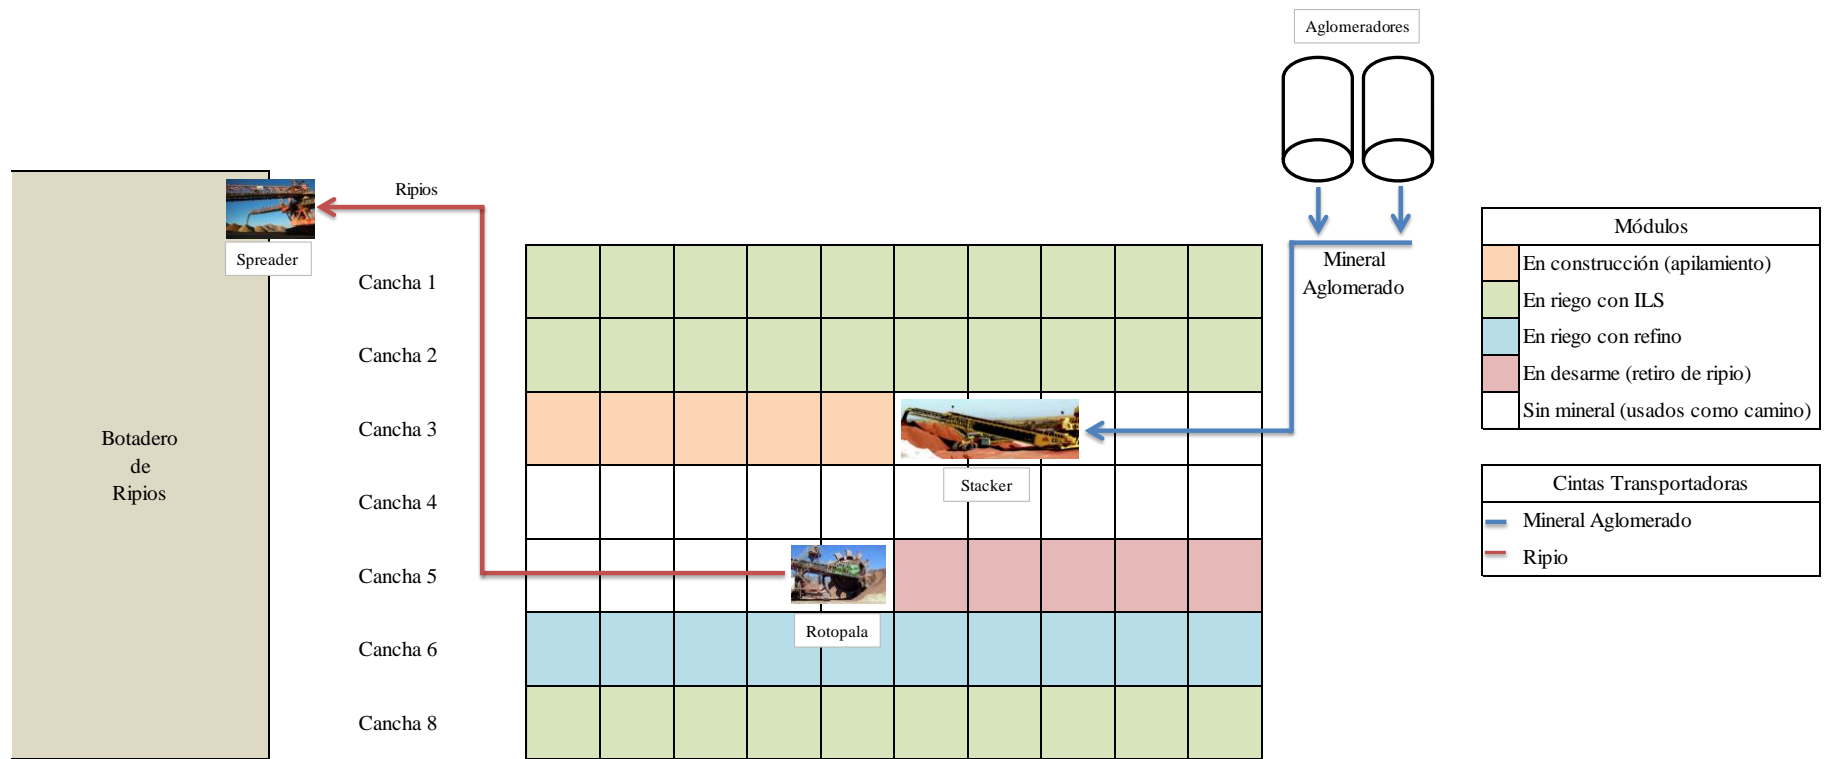 Aglomeradores
Ripios
Spreader
Mineral
Aglomerado
Cancha 1
Cancha 2
Cancha 3
Cancha 4
Cancha 5
Cancha 6
Cancha 8
Stacker
Rotopala
Botadero
de
Ripios
Módulos
En construcción (apilamiento)
En riego con ILS
En riego con refino
En desarme (retiro de ripio)
Sin mineral (usados como camino)
Cintas Transportadoras
Mineral Aglomerado
Ripio